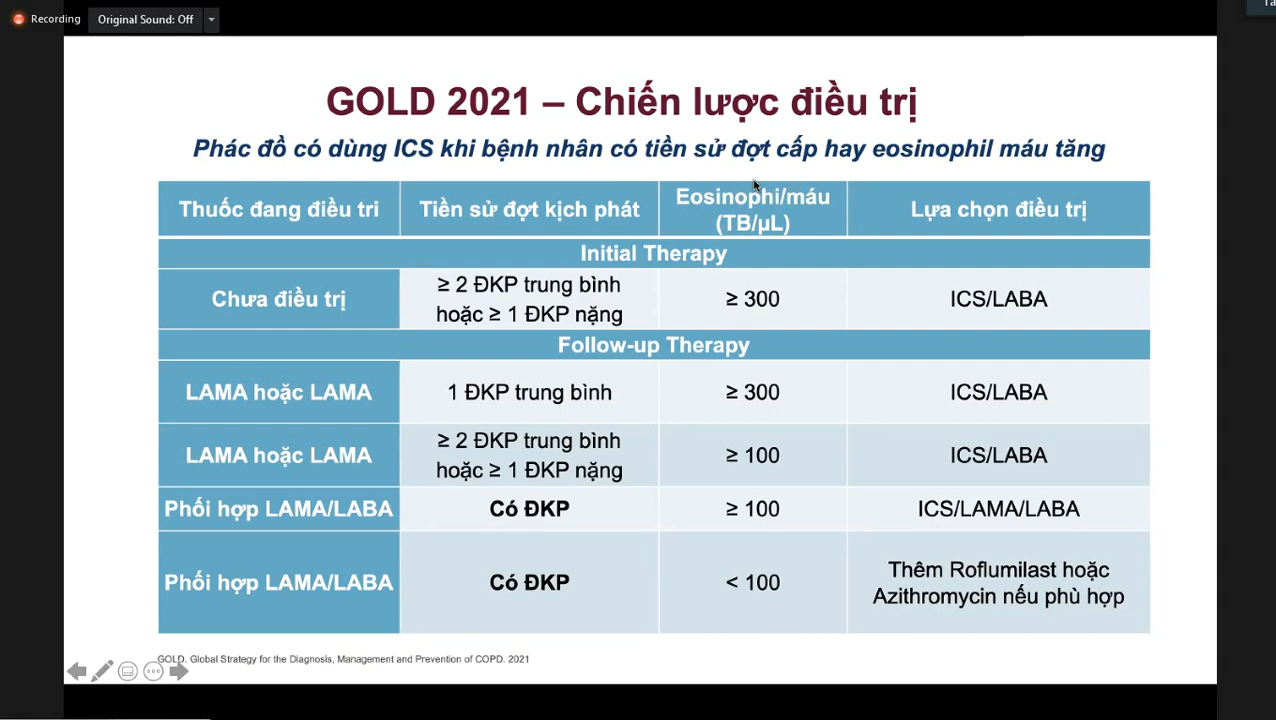 Recording
Original Sound: Off
Ta
GOLD 2021 – Chiến lược điều trị
Phác đồ có dùng ICS khi bệnh nhân có tiền sử đợt cấp hay eosinophil máu tăng
Thuốc đang điều tri
Tiền sử đợt kịch phát
Eosinophi/máu
(TB/µL)
Lựa chọn điều trị
Initial Therapy
Chưa điều trị
≥ 2 ĐKP trung bình
hoặc ≥ 1 ĐKP nặng
≥ 300
ICS/LABA
Follow-up Therapy
LAMA hoặc LAMA
1 ĐKP trung bình
≥ 300
ICS/LABA
LAMA hoặc LAMA
≥ 2 ĐKP trung bình
hoặc ≥ 1 ĐKP nặng
≥ 100
ICS/LABA
Phối hợp LAMA/LABA
Có ĐKP
≥ 100
ICS/LAMA/LABA
Phối hợp LAMA/LABA
Có ĐKP
< 100
Thêm Roflumilast hoặc
Azithromycin nếu phù hợp
GOLD. Global Strategy for the Diagnosis, Management and Prevention of COPD. 2021